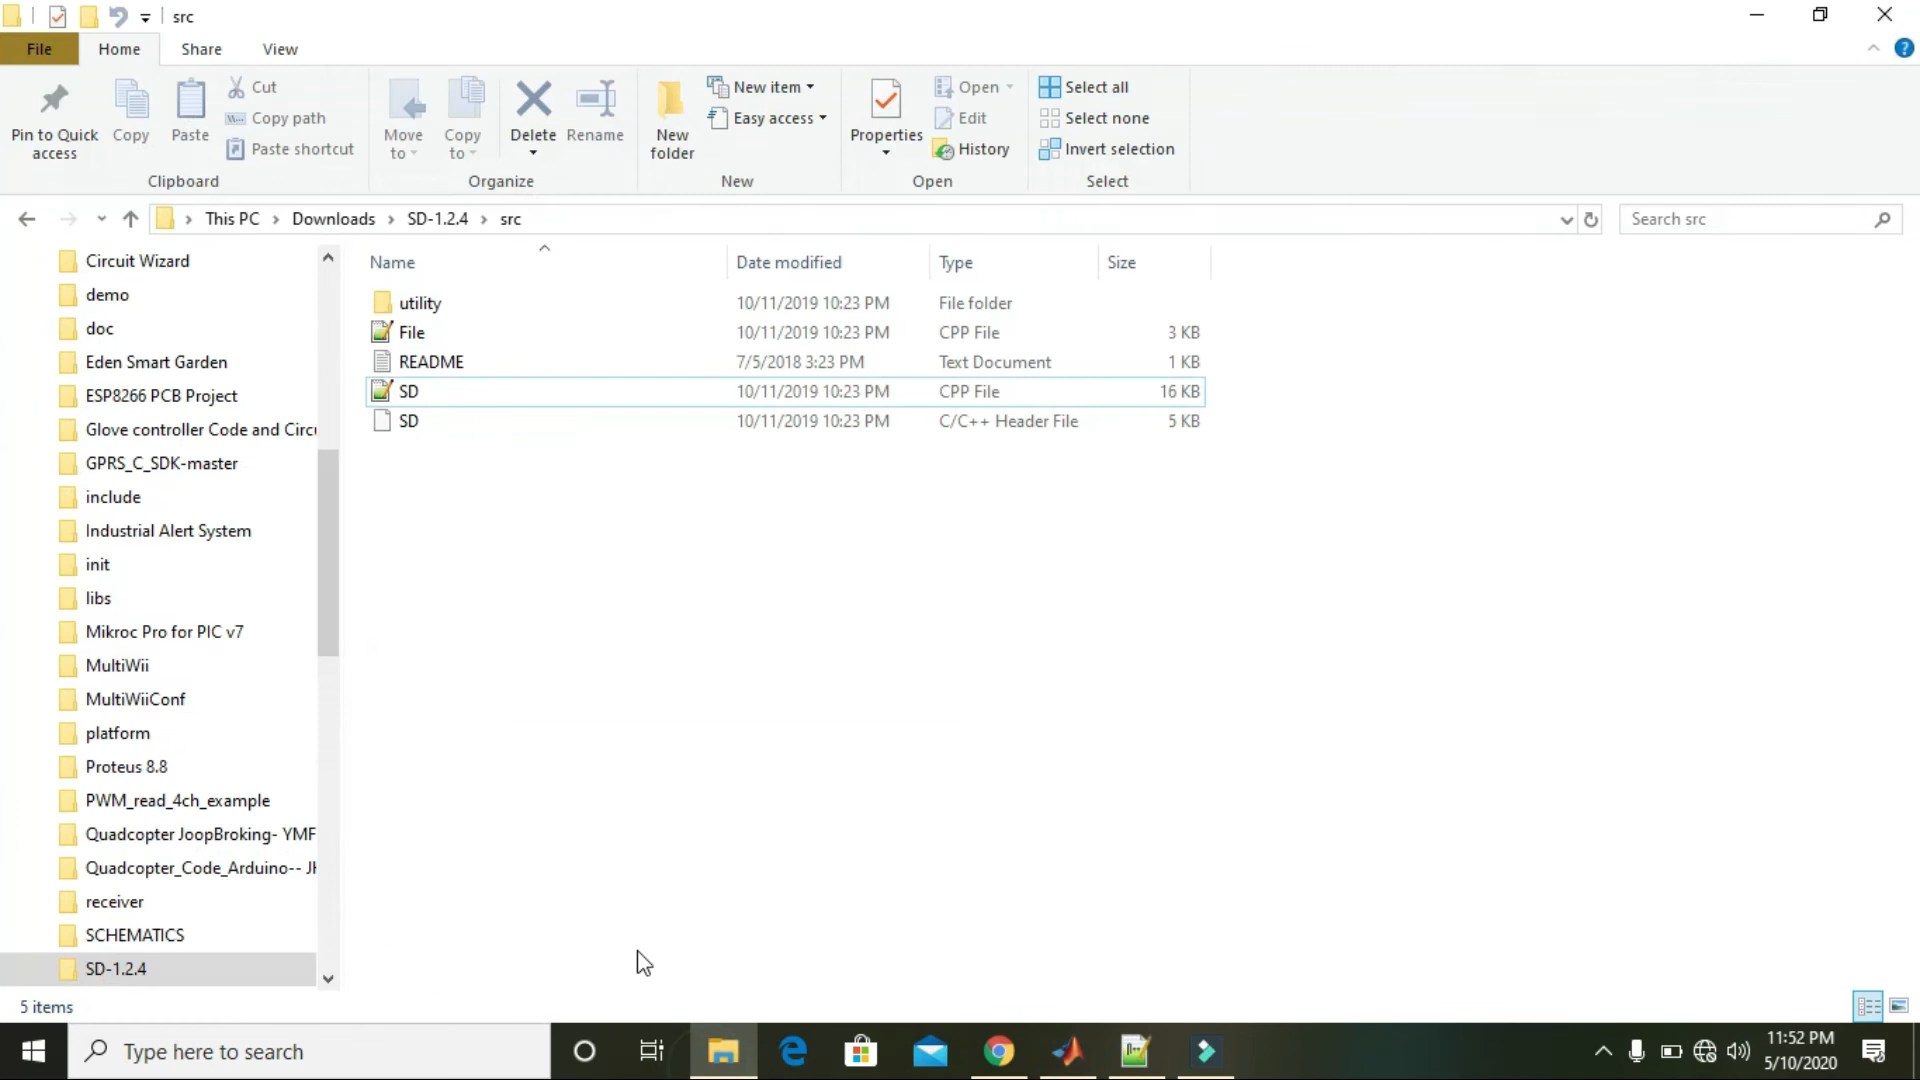 src
File Home Share View
Pin to Quick access
Copy
Paste
Cut
Copy path
Paste shortcut
Clipboard
Move to
Copy to
Delete
Rename
Organize
New folder
New item
Easy access
New
Properties
Open
Edit
History
Open
Select all
Select none
Invert selection
Select
This PC > Downloads > SD-1.2.4 > src
Search src
Name Date modified Type Size
utility 10/11/2019 10:23 PM File folder
File 10/11/2019 10:23 PM CPP File 3 KB
README 7/5/2018 3:23 PM Text Document 1 KB
SD 10/11/2019 10:23 PM CPP File 16 KB
SD 10/11/2019 10:23 PM C/C++ Header File 5 KB
Circuit Wizard
demo
doc
Eden Smart Garden
ESP8266 PCB Project
Glove controller Code and Circu
GPRS_C_SDK-master
include
Industrial Alert System
init
libs
Mikroc Pro for PIC v7
MultiWii
MultiWiiConf
platform
Proteus 8.8
PWM_read_4ch_example
Quadcopter JoopBroking- YMF
Quadcopter_Code_Arduino-- JH
receiver
SCHEMATICS
SD-1.2.4
5 items
Type here to search
11:52 PM
5/10/2020